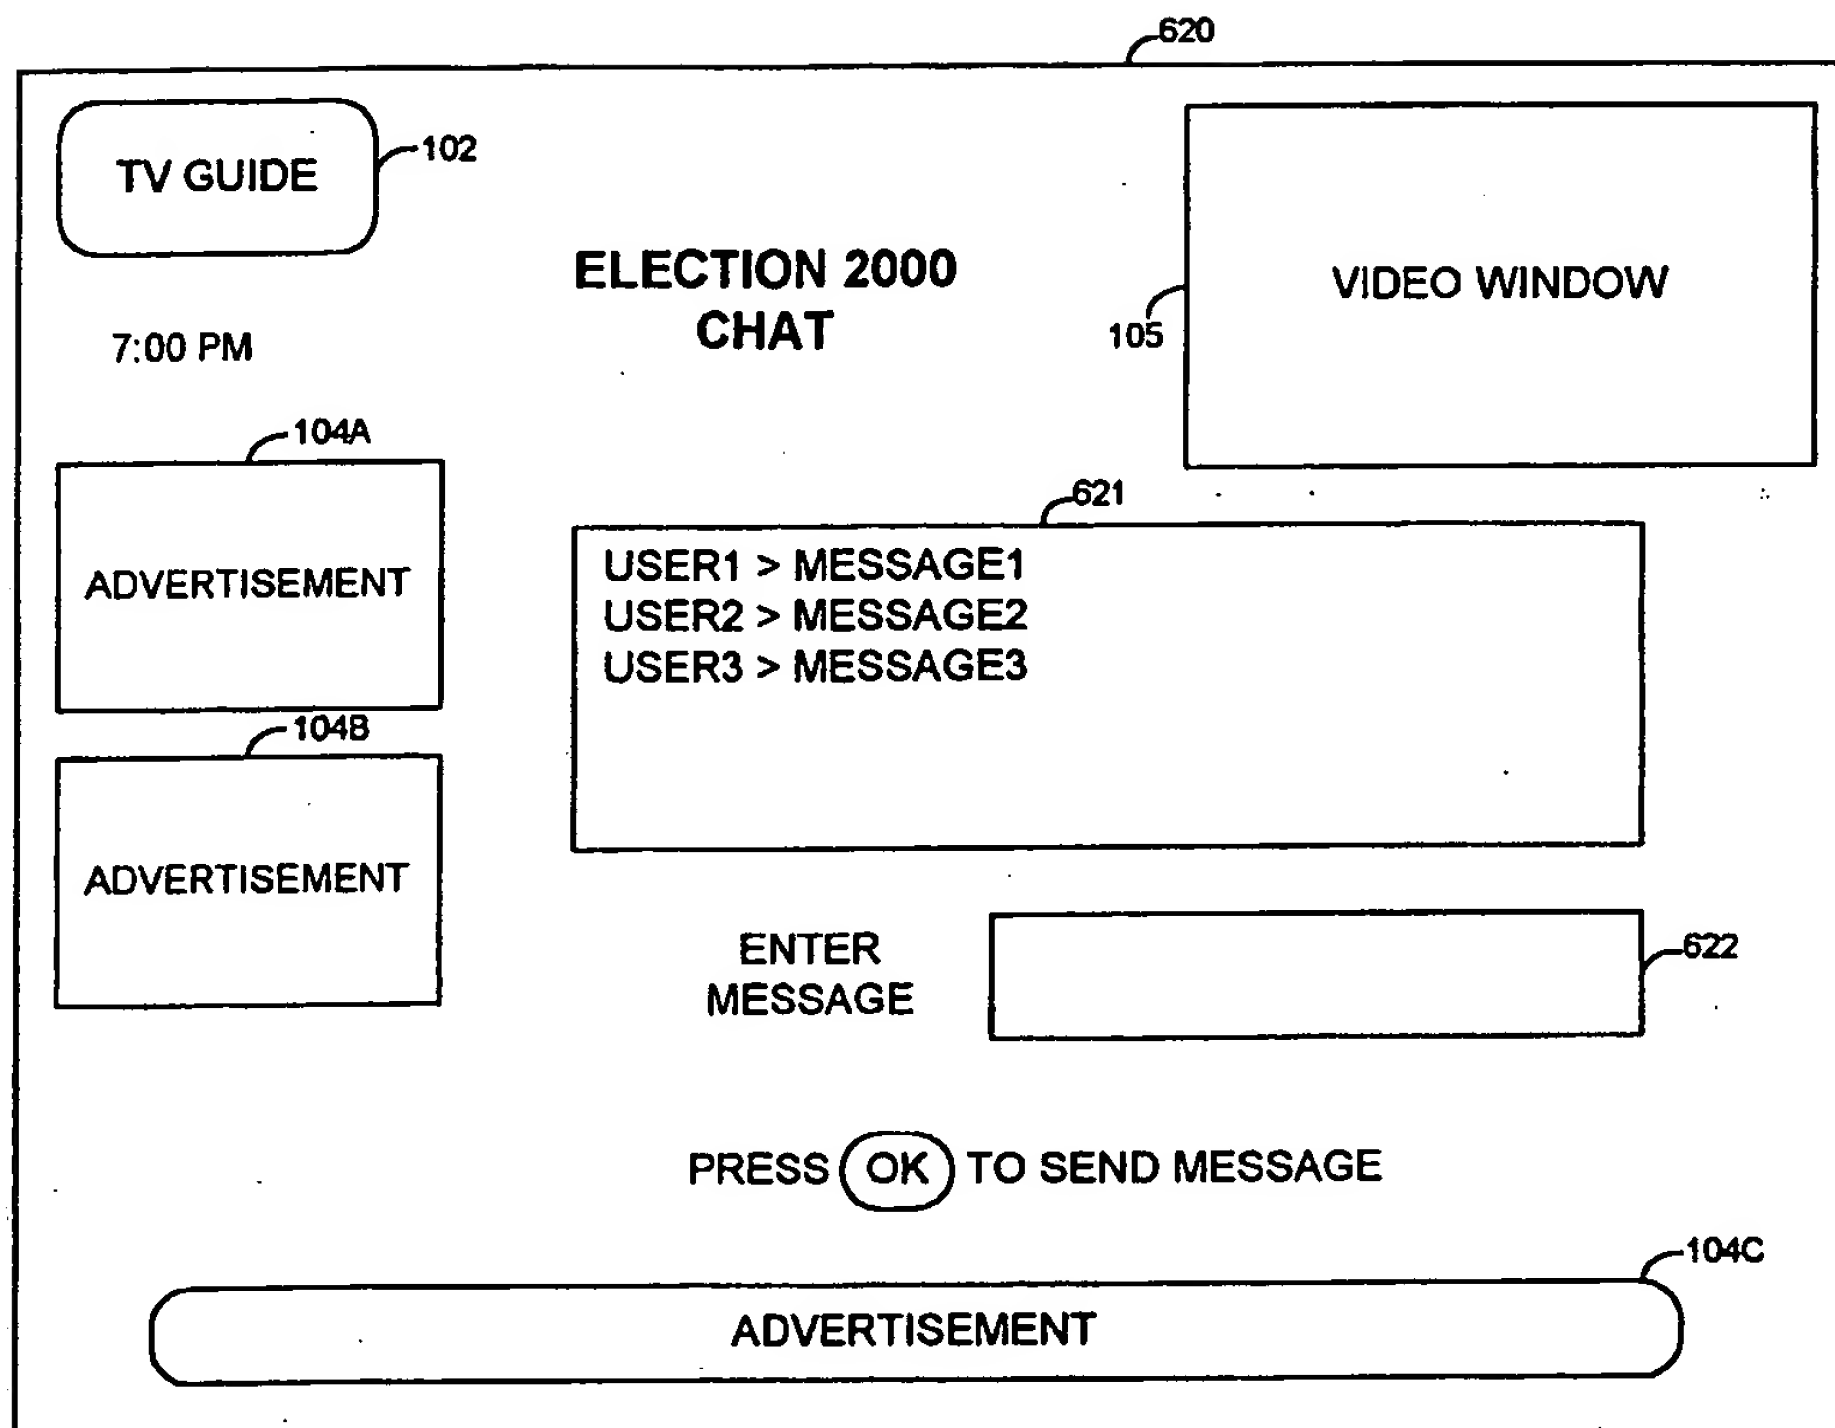 620
TV GUIDE
102
ELECTION 2000
CHAT
VIDEO WINDOW
105
7:00 PM
104A
ADVERTISEMENT
621
USER1 > MESSAGE1
USER2 > MESSAGE2
USER3 > MESSAGE3
104B
ADVERTISEMENT
ENTER
MESSAGE
622
PRESS OK TO SEND MESSAGE
104C
ADVERTISEMENT